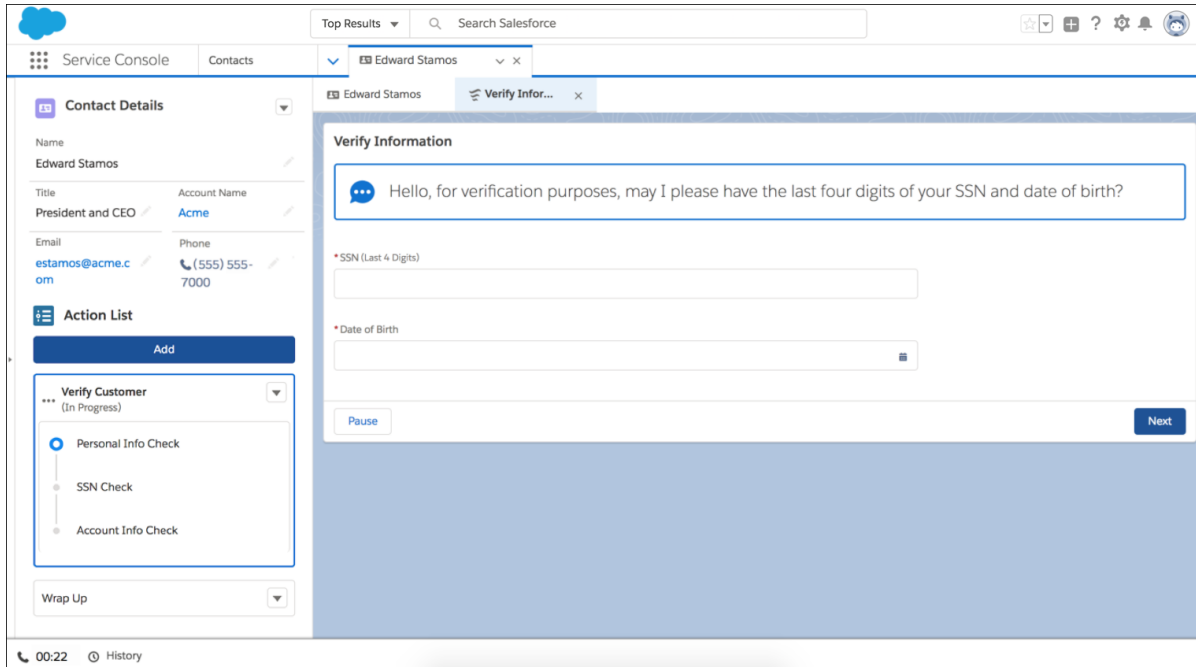 Top Results Search Salesforce
Service Console Contacts Edward Stamos
Contact Details
Name
Edward Stamos
Title Account Name
President and CEO Acme
Email Phone
estamos@acme.c (555) 555-
om 7000
Action List
Add
Verify Customer
(In Progress)
Personal Info Check
SSN Check
Account Info Check
Wrap Up
Edward Stamos Verify Infor...
Verify Information
Hello, for verification purposes, may I please have the last four digits of your SSN and date of birth?
*SSN (Last 4 Digits)
*Date of Birth
Pause Next
00:22 History